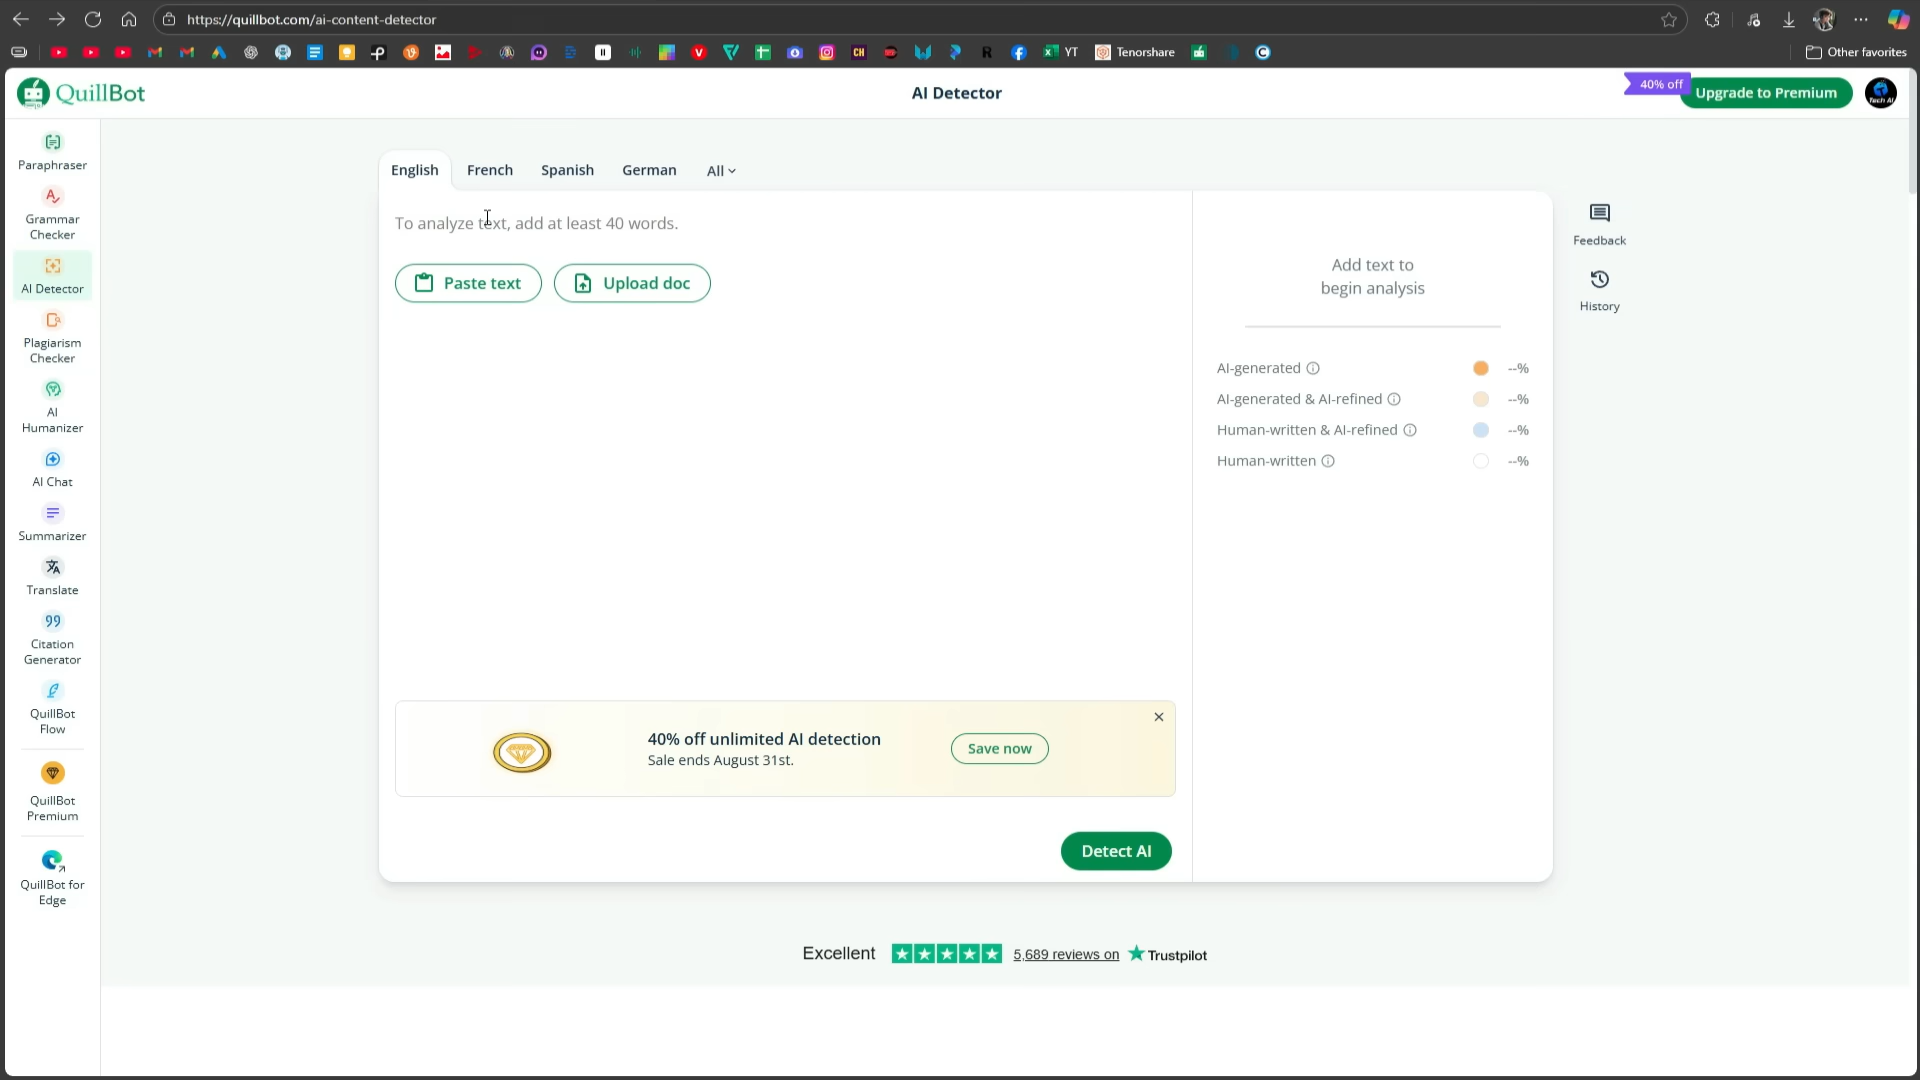 https://quillbot.com/ai-content-detector
YT
Tenorshare
CH
Other favorites
QuillBot
AI Detector
40% off
Upgrade to Premium
Tech AI
Paraphraser
Grammar
Checker
AI Detector
Plagiarism
Checker
AI
Humanizer
AI Chat
Summarizer
Translate
Citation
Generator
QuillBot
Flow
QuillBot
Premium
QuillBot for
Edge
English French Spanish German All
To analyze text, add at least 40 words.
Paste text Upload doc
40% off unlimited AI detection
Sale ends August 31st.
Save now
Detect AI
Add text to
begin analysis
AI-generated --%
AI-generated & AI-refined --%
Human-written & AI-refined --%
Human-written --%
Feedback
History
Excellent 5,689 reviews on Trustpilot